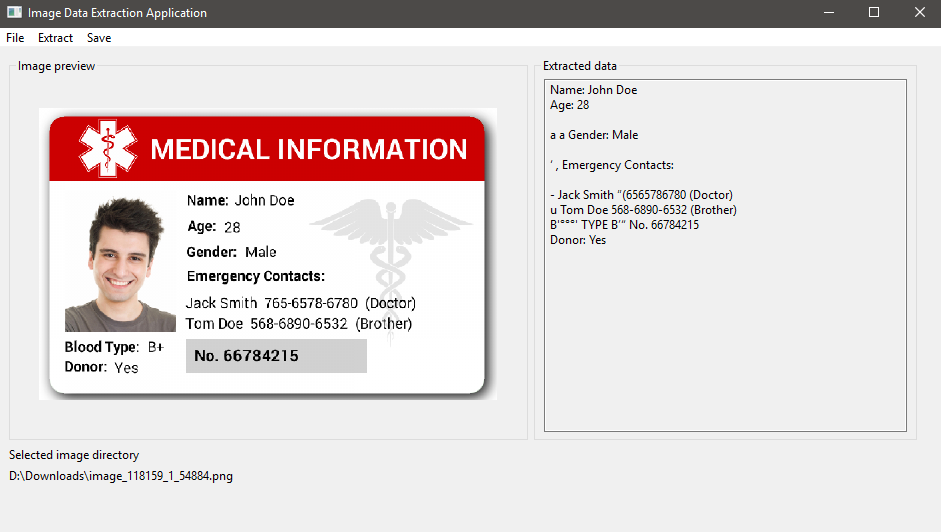 Image Data Extraction Application
File Extract Save
Image preview
MEDICAL INFORMATION
Name: John Doe
Age: 28
Gender: Male
Emergency Contacts:
Jack Smith 765-6578-6780 (Doctor)
Tom Doe 568-6890-6532 (Brother)
Blood Type: B+
Donor: Yes
No. 66784215
Extracted data
Name: John Doe
Age: 28
a a Gender: Male
‘ , Emergency Contacts:
- Jack Smith “(6565786780 (Doctor)
u Tom Doe 568-6890-6532 (Brother)
B'°°°' TYPE B'“ No. 66784215
Donor: Yes
Selected image directory
D:\Downloads\image_118159_1_54884.png